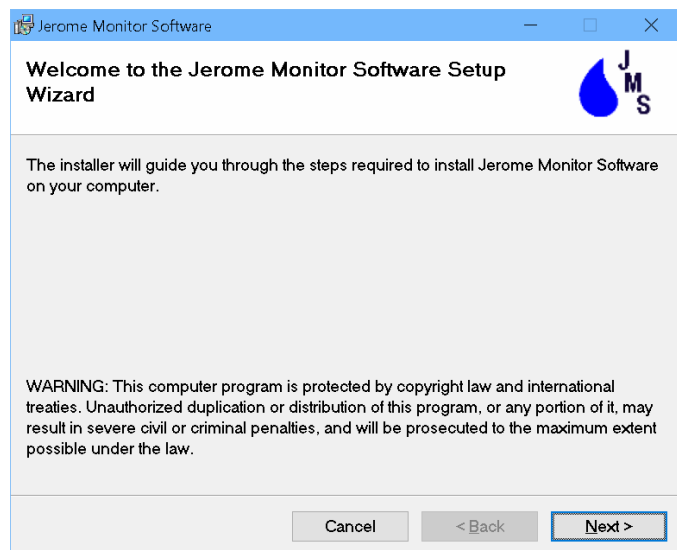 Jerome Monitor Software
Welcome to the Jerome Monitor Software Setup
Wizard
J
M
S
The installer will guide you through the steps required to install Jerome Monitor Software
on your computer.
WARNING: This computer program is protected by copyright law and international
treaties. Unauthorized duplication or distribution of this program, or any portion of it, may
result in severe civil or criminal penalties, and will be prosecuted to the maximum extent
possible under the law.
Cancel
< Back
Next >